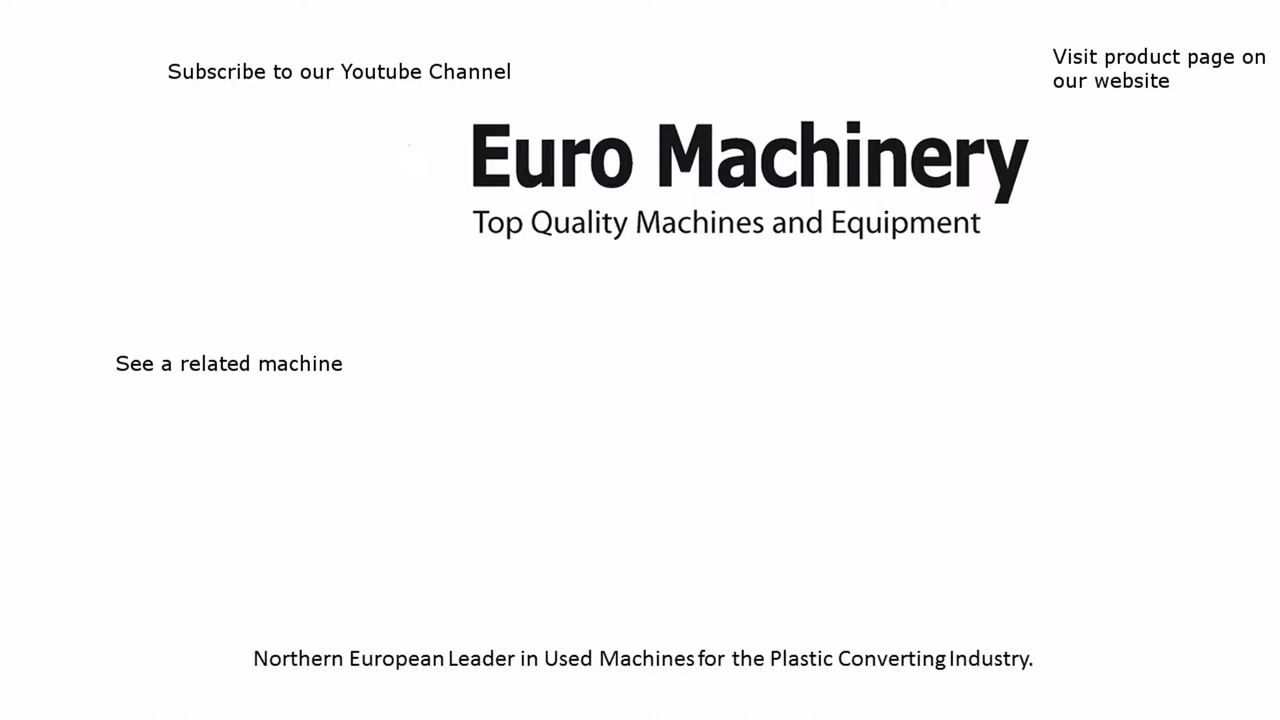 Subscribe to our Youtube Channel
Visit product page on
our website
Euro Machinery
Top Quality Machines and Equipment
See a related machine
Northern European Leader in Used Machines for the Plastic Converting Industry.